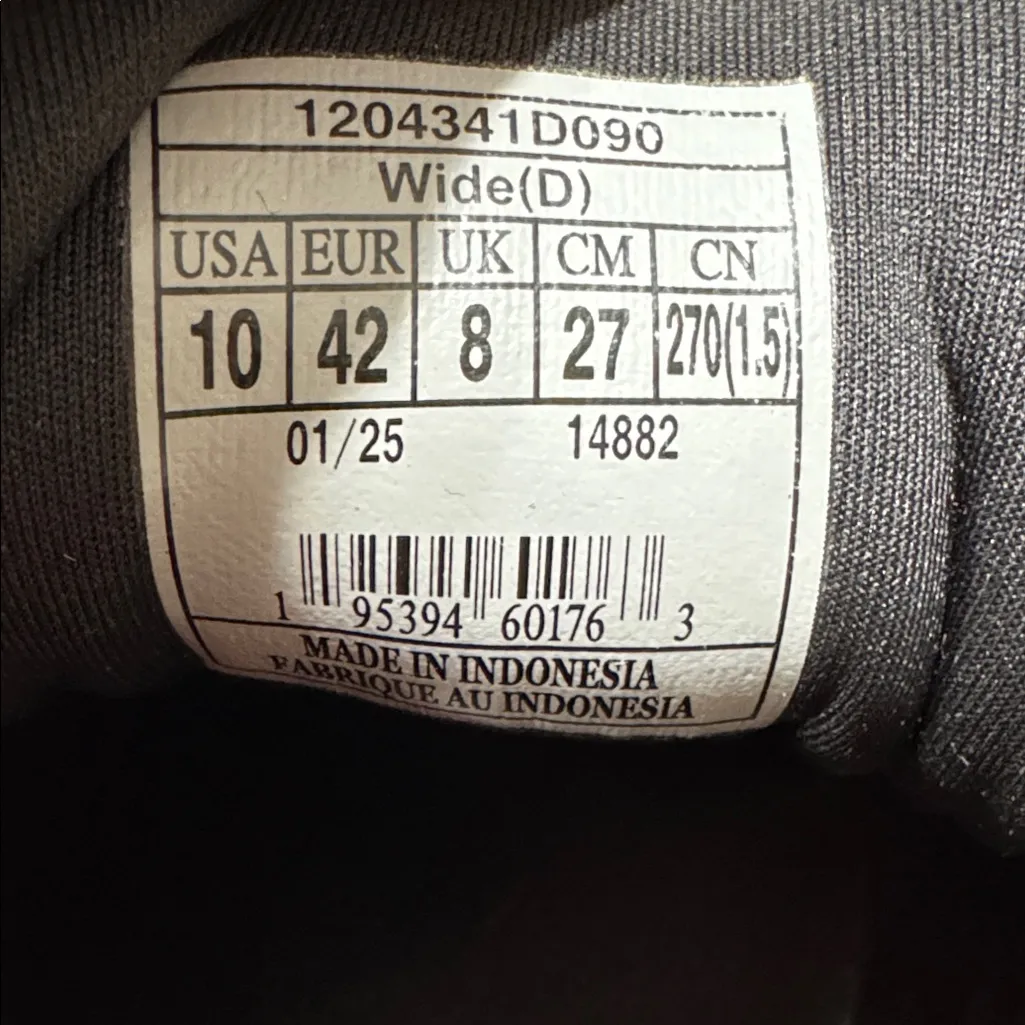 1204341D090
Wide(D)
USA EUR UK CM CN
10 42 8 27 270(1.5)
01/25 14882
1 95394 60176 3
MADE IN INDONESIA
FABRIQUE AU INDONESIA